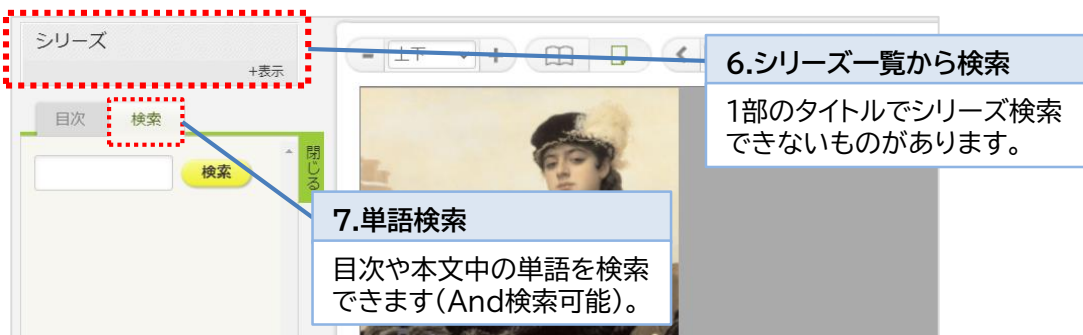 シリーズ
+表示
目次 検索
検索
閉じる
- 上下 +
6.シリーズ一覧から検索
1部のタイトルでシリーズ検索
できないものがあります。
7.単語検索
目次や本文中の単語を検索
できます(And検索可能)。